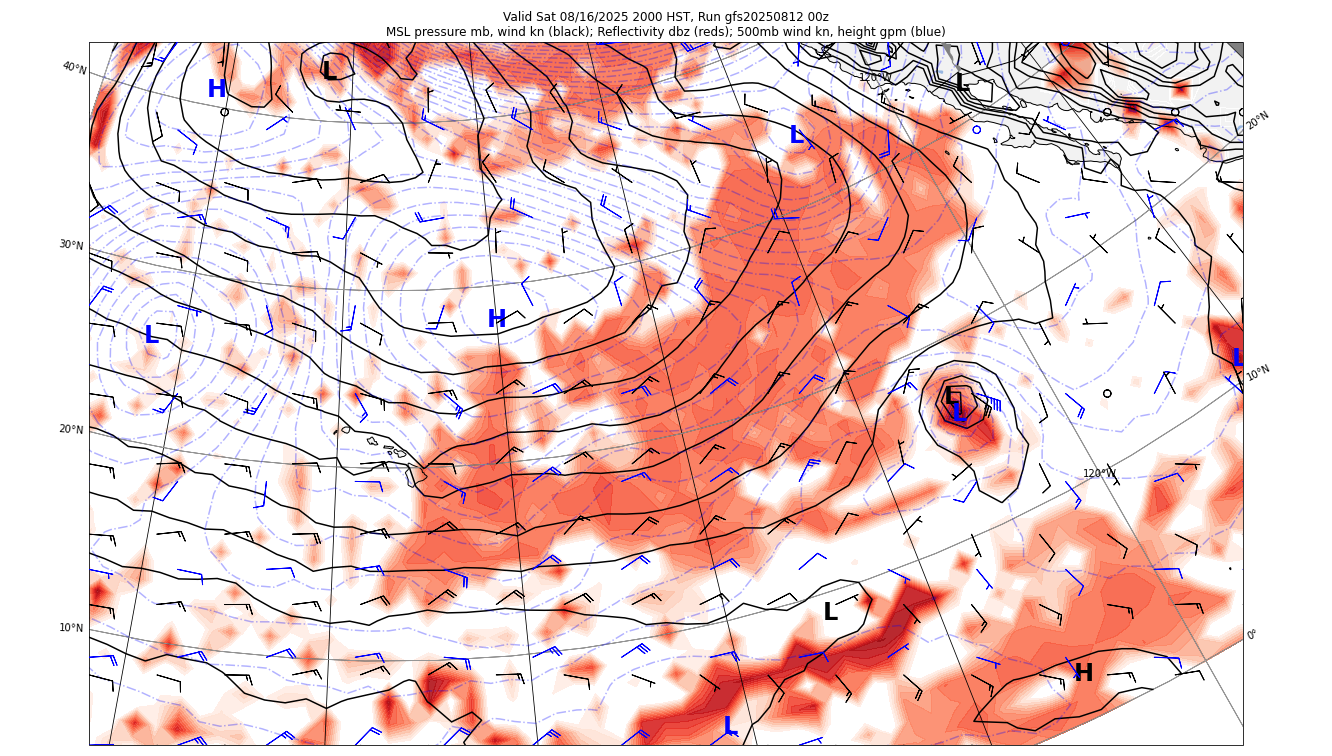 Valid Sat 08/16/2025 2000 HST, Run gfs20250812 00z
MSL pressure mb, wind kn (black); Reflectivity dbz (reds); 500mb wind kn, height gpm (blue)
40°N
H
L
120°W
L
20°N
L
30°N
L
H
L
10°N
L
L
20°N
120°W
10°N
L
0°
H
L